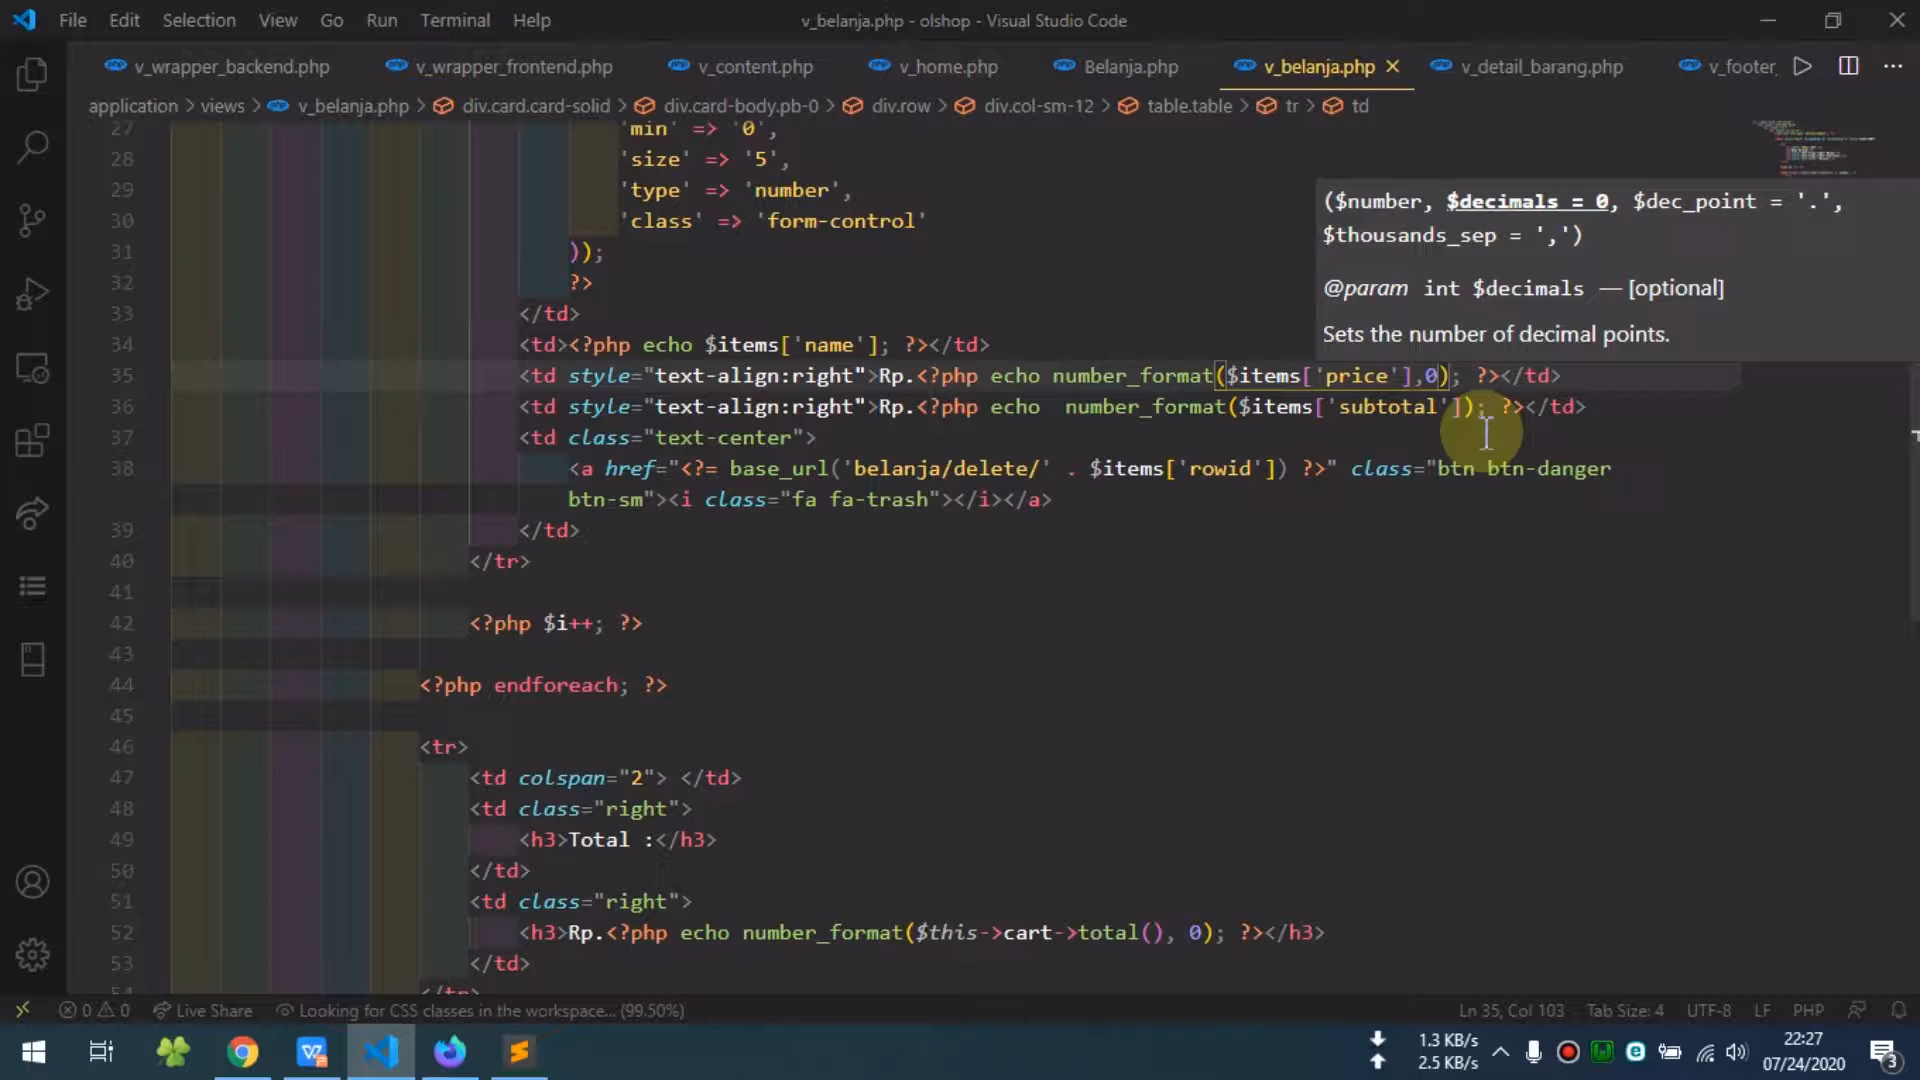 File Edit Selection View Go Run Terminal Help
v_belanja.php - olshop - Visual Studio Code
v_wrapper_backend.php v_wrapper_frontend.php v_content.php v_home.php Belanja.php v_belanja.php v_detail_barang.php v_footer
application > views > v_belanja.php > div.card.card-solid > div.card-body.pb-0 > div.row > div.col-sm-12 > table.table > tr > td
27 'min' => '0',
28 'size' => '5',
29 'type' => 'number',
30 'class' => 'form-control'
31 ));
32 ?>
33 </td>
34 <td><?php echo $items['name']; ?></td>
35 <td style="text-align:right">Rp.<?php echo number_format($items['price'],0); ?></td>
36 <td style="text-align:right">Rp.<?php echo  number_format($items['subtotal']); ?></td>
37 <td class="text-center">
38 <a href="<?= base_url('belanja/delete/' . $items['rowid']) ?>" class="btn btn-danger
btn-sm"><i class="fa fa-trash"></i></a>
39 </td>
40 </tr>
41
42 <?php $i++; ?>
43
44 <?php endforeach; ?>
45
46 <tr>
47 <td colspan="2"> </td>
48 <td class="right">
49 <h3>Total :</h3>
50 </td>
51 <td class="right">
52 <h3>Rp.<?php echo number_format($this->cart->total(), 0); ?></h3>
53 </td>
54 </tr>
($number, $decimals = 0, $dec_point = '.',
$thousands_sep = ',')
@param int $decimals — [optional]
Sets the number of decimal points.
0 0 Live Share Looking for CSS classes in the workspace... (99.50%) Ln 35, Col 103 Tab Size: 4 UTF-8 LF PHP
1.3 KB/s
2.5 KB/s
22:27
07/24/2020
3